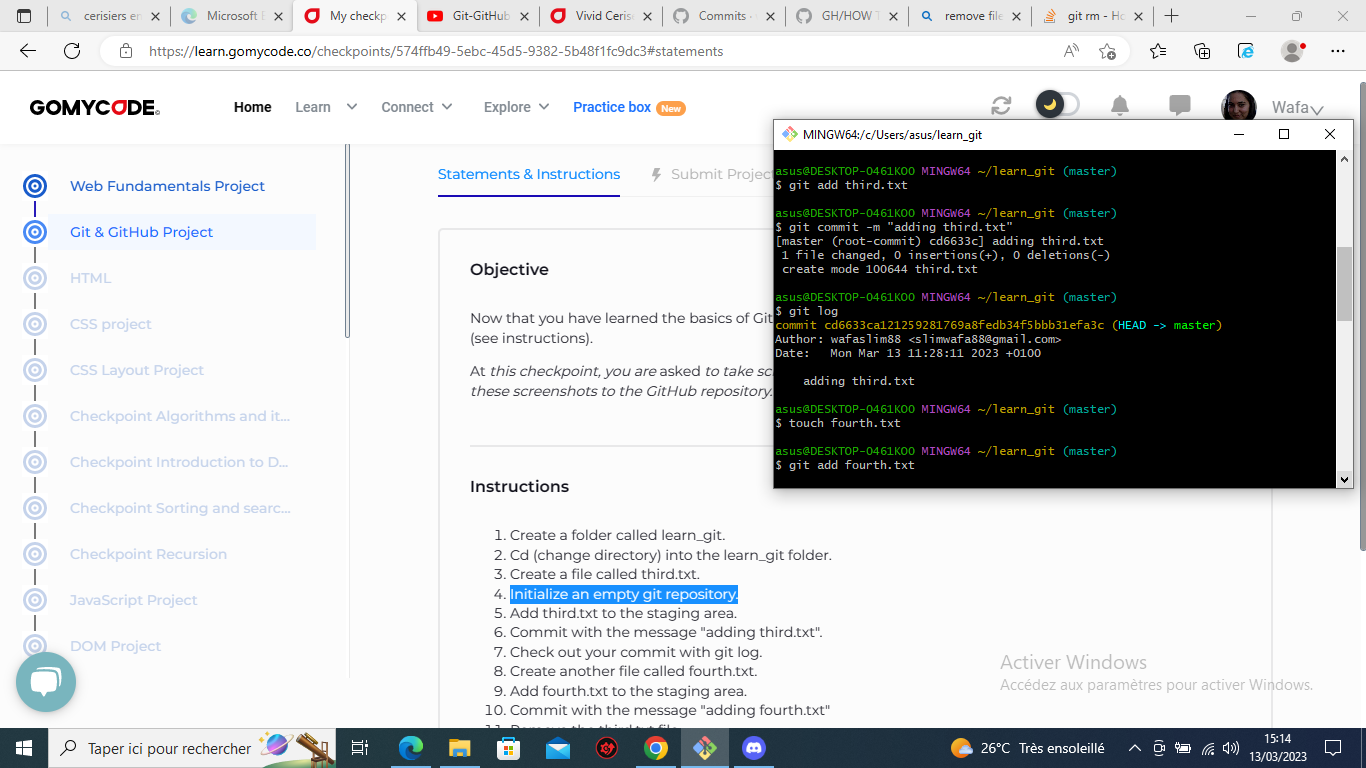 cerisiers en
Microsoft E
My checkp
Git-GitHub
Vivid Ceris
Commits -
GH/HOW T
remove file
git rm - Ho
https://learn.gomycode.co/checkpoints/574ffb49-5ebc-45d5-9382-5b48f1fc9dc3#statements
GOMYCODE
Home
Learn
Connect
Explore
Practice box
New
Wafa
Web Fundamentals Project
Git & GitHub Project
HTML
CSS project
CSS Layout Project
Checkpoint Algorithms and it...
Checkpoint Introduction to D...
Checkpoint Sorting and searc...
Checkpoint Recursion
JavaScript Project
DOM Project
Statements & Instructions
Submit Project
Objective
Now that you have learned the basics of Git
(see instructions).
At this checkpoint, you are asked to take sc
these screenshots to the GitHub repository.
Instructions
1. Create a folder called learn_git.
2. Cd (change directory) into the learn_git folder.
3. Create a file called third.txt.
4. Initialize an empty git repository.
5. Add third.txt to the staging area.
6. Commit with the message "adding third.txt".
7. Check out your commit with git log.
8. Create another file called fourth.txt.
9. Add fourth.txt to the staging area.
10. Commit with the message "adding fourth.txt"
11. Remove the third.txt file
MINGW64:/c/Users/asus/learn_git
asus@DESKTOP-O461KOO MINGW64 ~/learn_git (master)
$ git add third.txt
asus@DESKTOP-O461KOO MINGW64 ~/learn_git (master)
$ git commit -m "adding third.txt"
[master (root-commit) cd6633c] adding third.txt
1 file changed, 0 insertions(+), 0 deletions(-)
create mode 100644 third.txt
asus@DESKTOP-O461KOO MINGW64 ~/learn_git (master)
$ git log
commit cd6633ca121259281769a8fedb34f5bbb31efa3c (HEAD -> master)
Author: wafaslim88 <slimwafa88@gmail.com>
Date: Mon Mar 13 11:28:11 2023 +0100
adding third.txt
asus@DESKTOP-O461KOO MINGW64 ~/learn_git (master)
$ touch fourth.txt
asus@DESKTOP-O461KOO MINGW64 ~/learn_git (master)
$ git add fourth.txt
Activer Windows
Accédez aux paramètres pour activer Windows.
Taper ici pour rechercher
26°C Très ensoleillé
15:14
13/03/2023